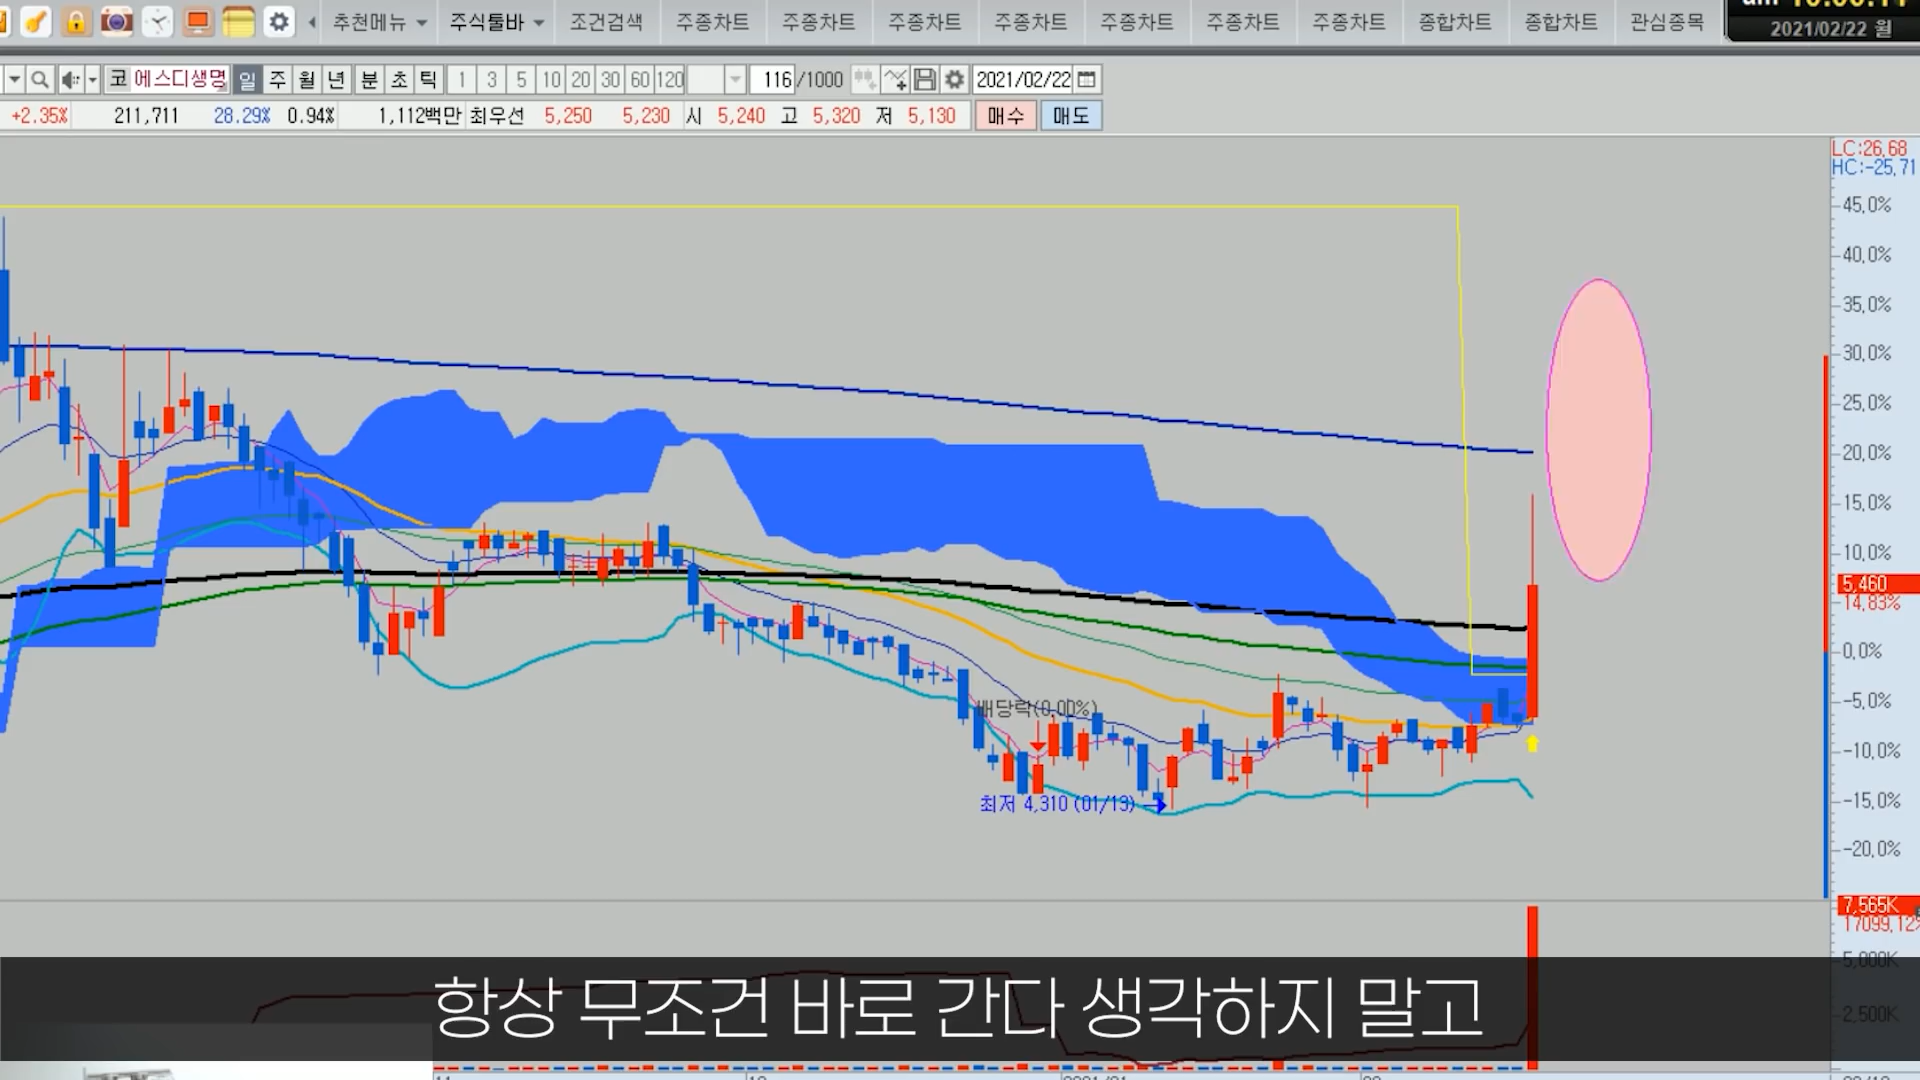 추천메뉴 주식툴바 조건검색 주종차트 주종차트 주종차트 주종차트 주종차트 주종차트 주종차트 종합차트 종합차트 관심종목
2021/02/22 월
코 에스디생명 일 주 월 년 분 초 틱 1 3 5 10 20 30 60 120 116 /1000 2021/02/22
+2.35% 211,711 28.29% 0.94% 1,112백만 최우선 5,250 5,230 시 5,240 고 5,320 저 5,130 매수 매도
LC:26,68
HC:-25,71
45,0%
40,0%
35,0%
30,0%
25,0%
20,0%
15,0%
10,0%
5,460
14,83%
0,0%
-5,0%
배당락(0,00%)
-10,0%
최저 4,310 (01/13)
-15,0%
-20,0%
7,565K
17099,12%
5,000K
항상 무조건 바로 간다 생각하지 말고
2,500K